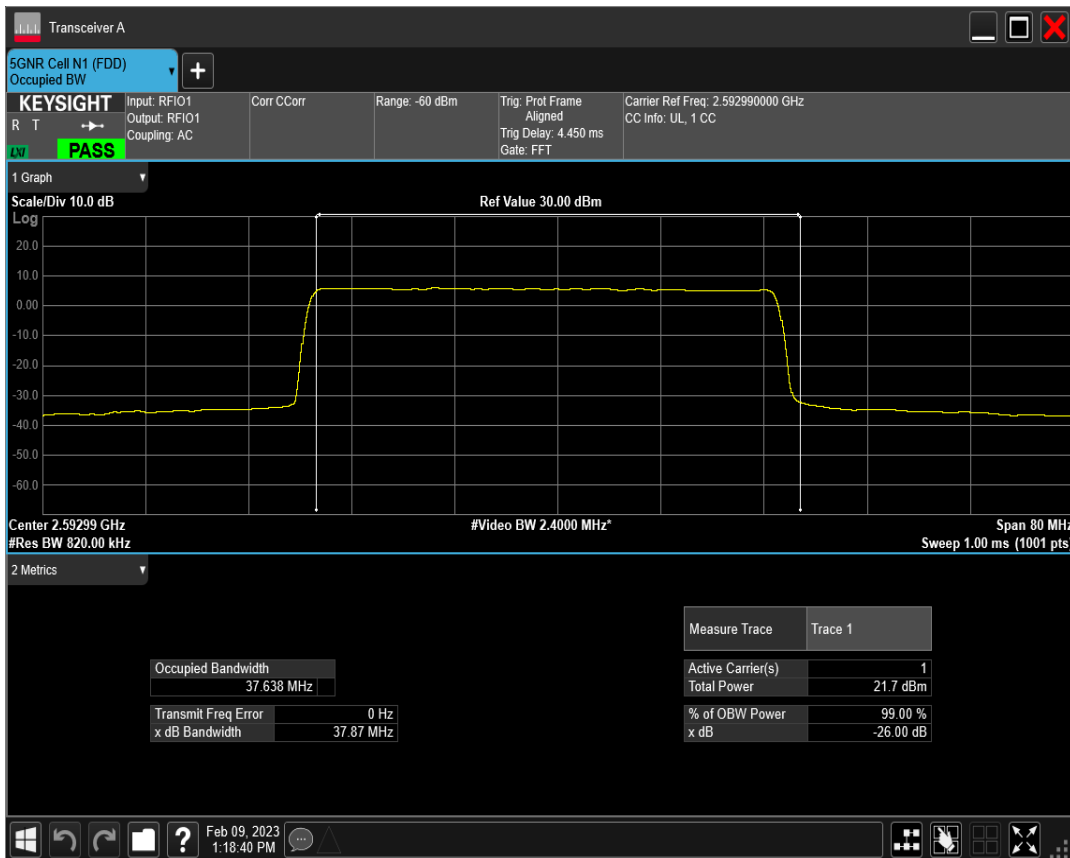 Transceiver A
5GNR Cell N1 (FDD)
Occupied BW
KEYSIGHT
R T
LXI
PASS
Input: RFIO1
Output: RFIO1
Coupling: AC
Corr CCorr
Range: -60 dBm
Trig: Prot Frame
Aligned
Trig Delay: 4.450 ms
Gate: FFT
Carrier Ref Freq: 2.592990000 GHz
CC Info: UL, 1 CC
1 Graph
Scale/Div 10.0 dB
Ref Value 30.00 dBm
Log
20.0
10.0
0.00
-10.0
-20.0
-30.0
-40.0
-50.0
-60.0
Center 2.59299 GHz
#Video BW 2.4000 MHz*
Span 80 MHz
#Res BW 820.00 kHz
Sweep 1.00 ms (1001 pts)
2 Metrics
Measure Trace Trace 1
Occupied Bandwidth
37.638 MHz
Active Carrier(s) 1
Total Power 21.7 dBm
Transmit Freq Error 0 Hz
x dB Bandwidth 37.87 MHz
% of OBW Power 99.00 %
x dB -26.00 dB
?
Feb 09, 2023
1:18:40 PM